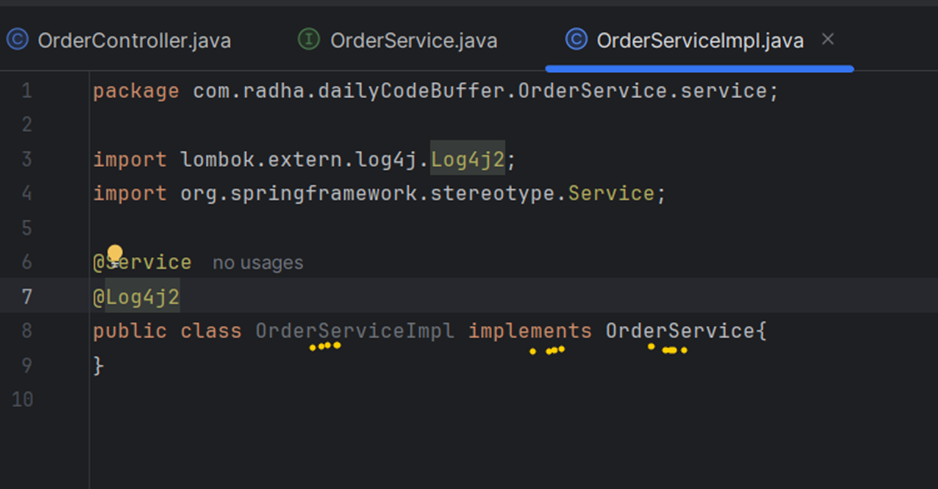 OrderController.java OrderService.java OrderServiceImpl.java
1 package com.radha.dailyCodeBuffer.OrderService.service;
2
3 import lombok.extern.log4j.Log4j2;
4 import org.springframework.stereotype.Service;
5
6 @Service no usages
7 @Log4j2
8 public class OrderServiceImpl implements OrderService{
9 }
10